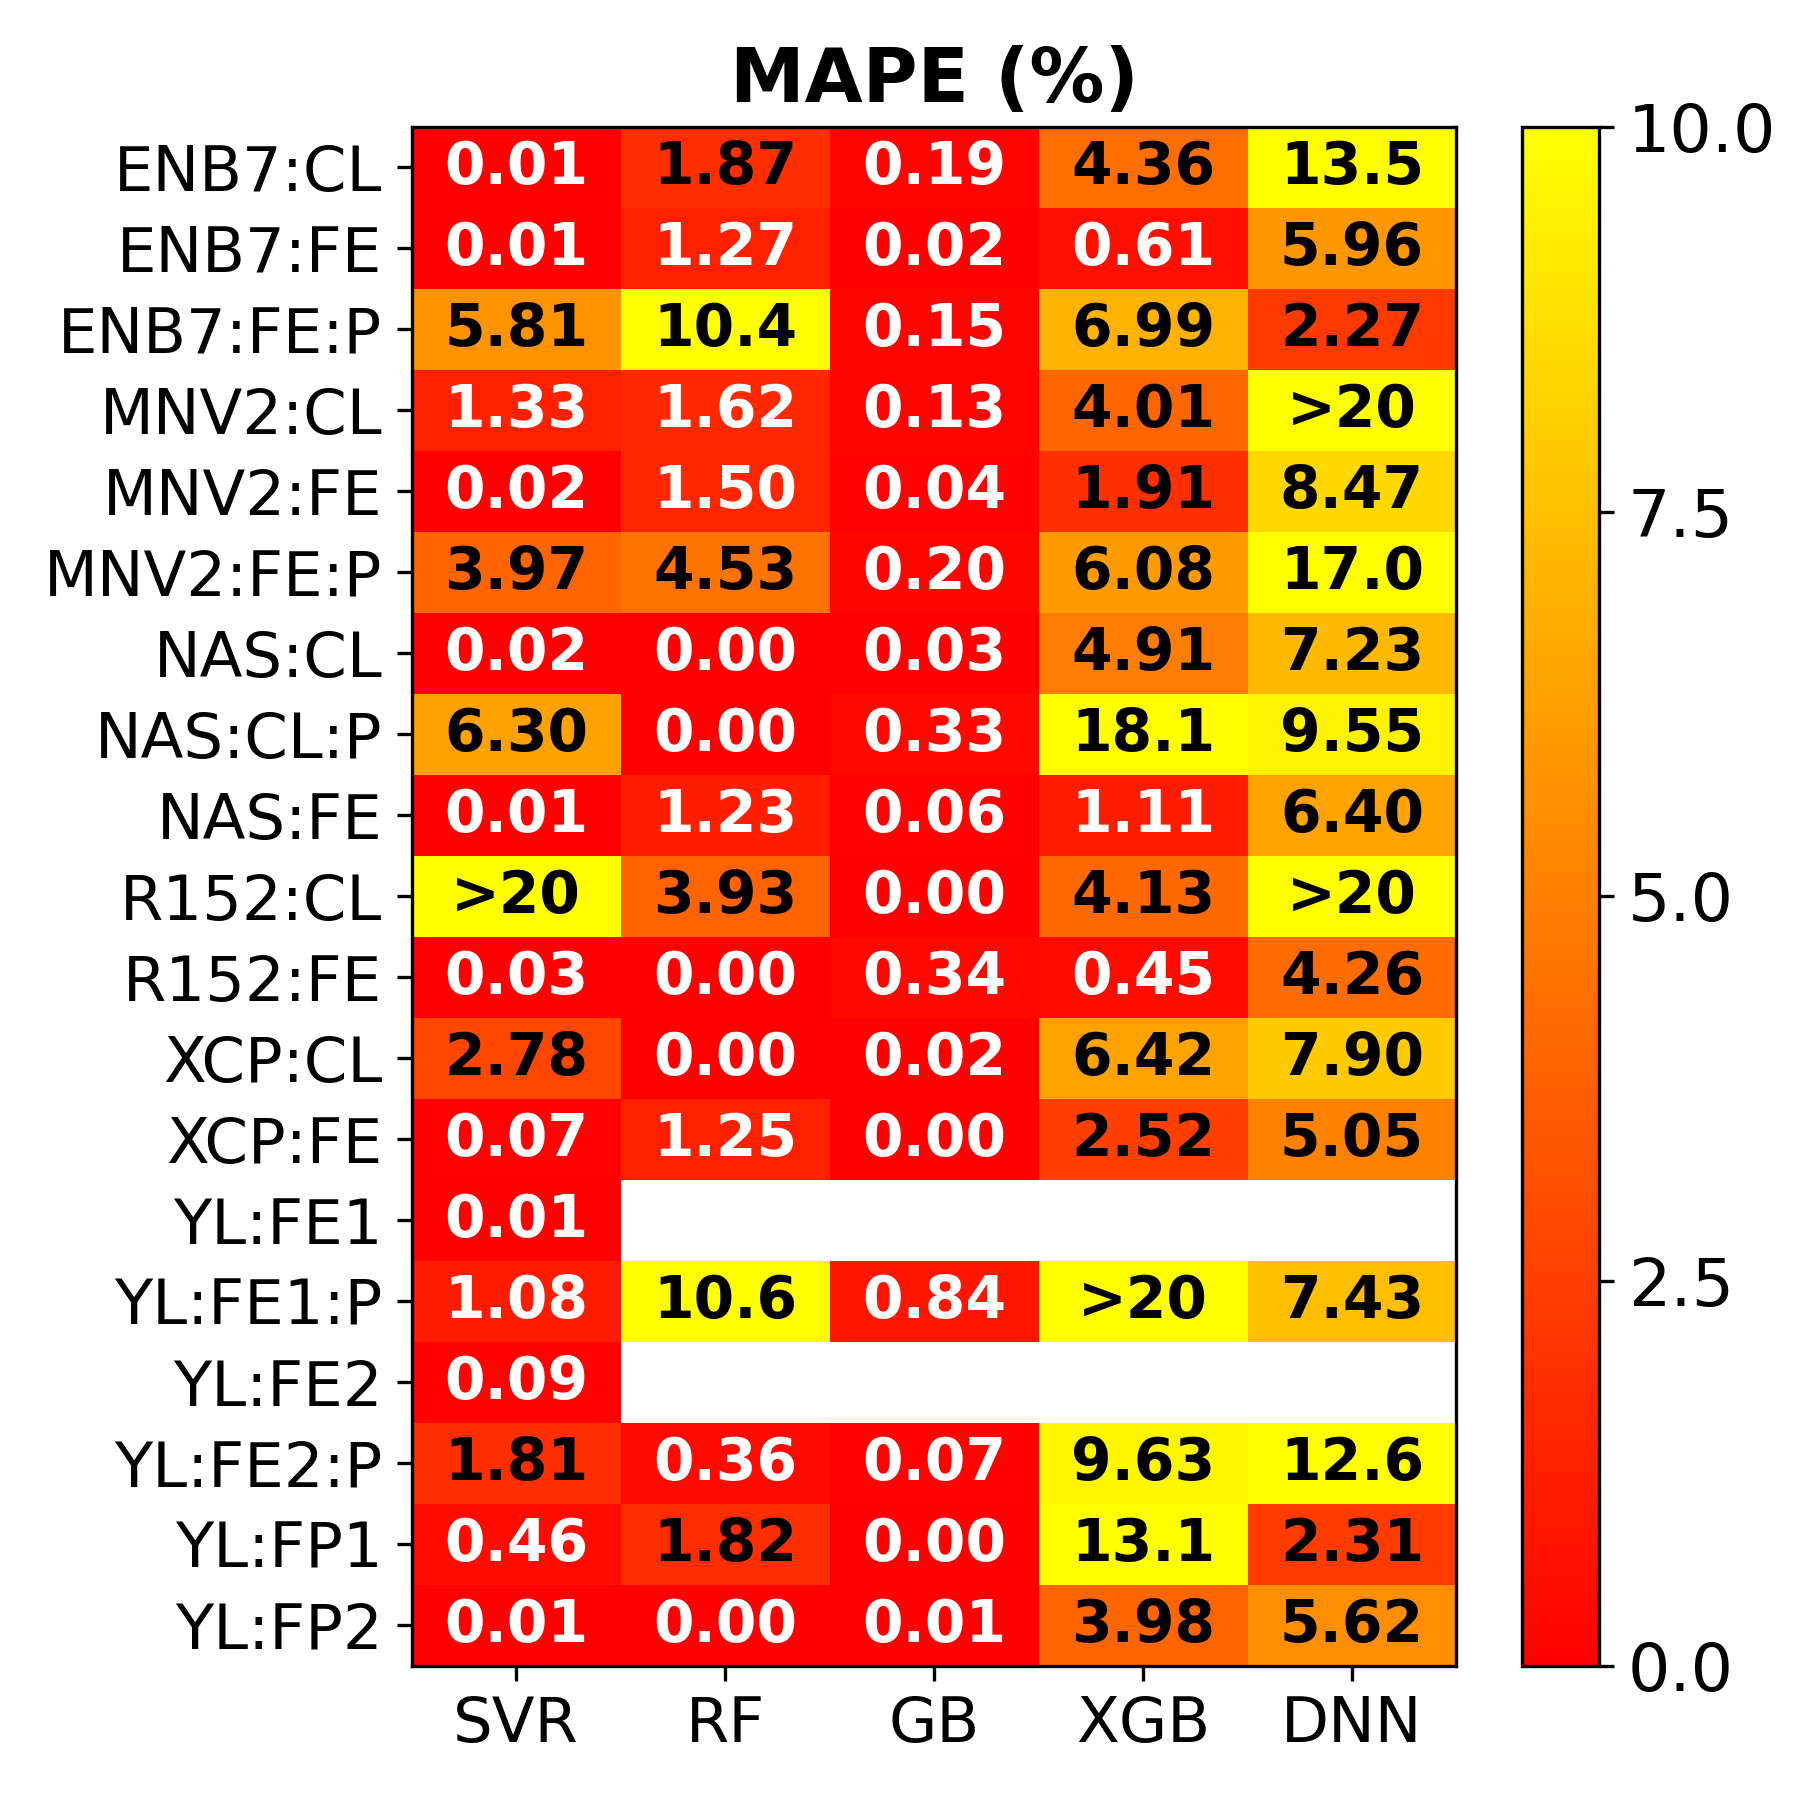 MAPE (%)
ENB7:CL 0.01 1.87 0.19 4.36 13.5
ENB7:FE 0.01 1.27 0.02 0.61 5.96
ENB7:FE:P 5.81 10.4 0.15 6.99 2.27
MNV2:CL 1.33 1.62 0.13 4.01 >20
MNV2:FE 0.02 1.50 0.04 1.91 8.47
MNV2:FE:P 3.97 4.53 0.20 6.08 17.0
NAS:CL 0.02 0.00 0.03 4.91 7.23
NAS:CL:P 6.30 0.00 0.33 18.1 9.55
NAS:FE 0.01 1.23 0.06 1.11 6.40
R152:CL >20 3.93 0.00 4.13 >20
R152:FE 0.03 0.00 0.34 0.45 4.26
XCP:CL 2.78 0.00 0.02 6.42 7.90
XCP:FE 0.07 1.25 0.00 2.52 5.05
YL:FE1 0.01
YL:FE1:P 1.08 10.6 0.84 >20 7.43
YL:FE2 0.09
YL:FE2:P 1.81 0.36 0.07 9.63 12.6
YL:FP1 0.46 1.82 0.00 13.1 2.31
YL:FP2 0.01 0.00 0.01 3.98 5.62
SVR RF GB XGB DNN
10.0
7.5
5.0
2.5
0.0